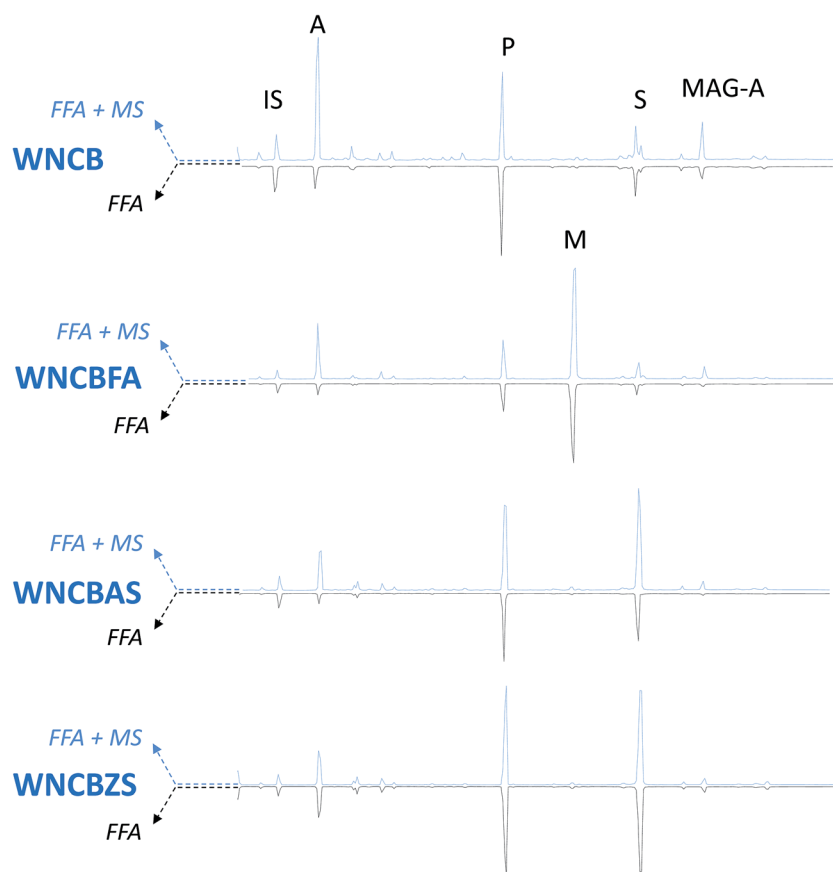 A
P
IS
S
MAG-A
FFA + MS
WNCB
FFA
M
FFA + MS
WNCBFA
FFA
FFA + MS
WNCBAS
FFA
FFA + MS
WNCBZS
FFA